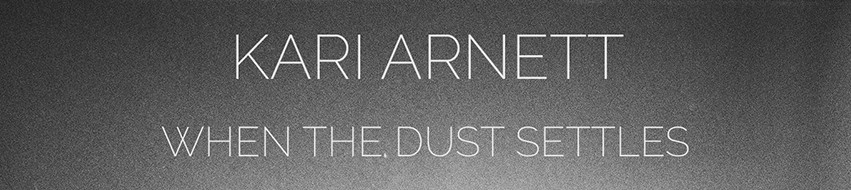 KARI ARNETT
WHEN THE DUST SETTLES